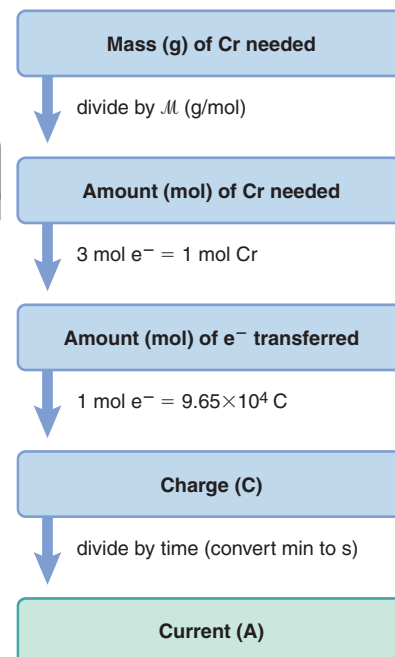 Mass (g) of Cr needed
divide by ℳ (g/mol)
Amount (mol) of Cr needed
3 mol e⁻ = 1 mol Cr
Amount (mol) of e⁻ transferred
1 mol e⁻ = 9.65×10⁴ C
Charge (C)
divide by time (convert min to s)
Current (A)